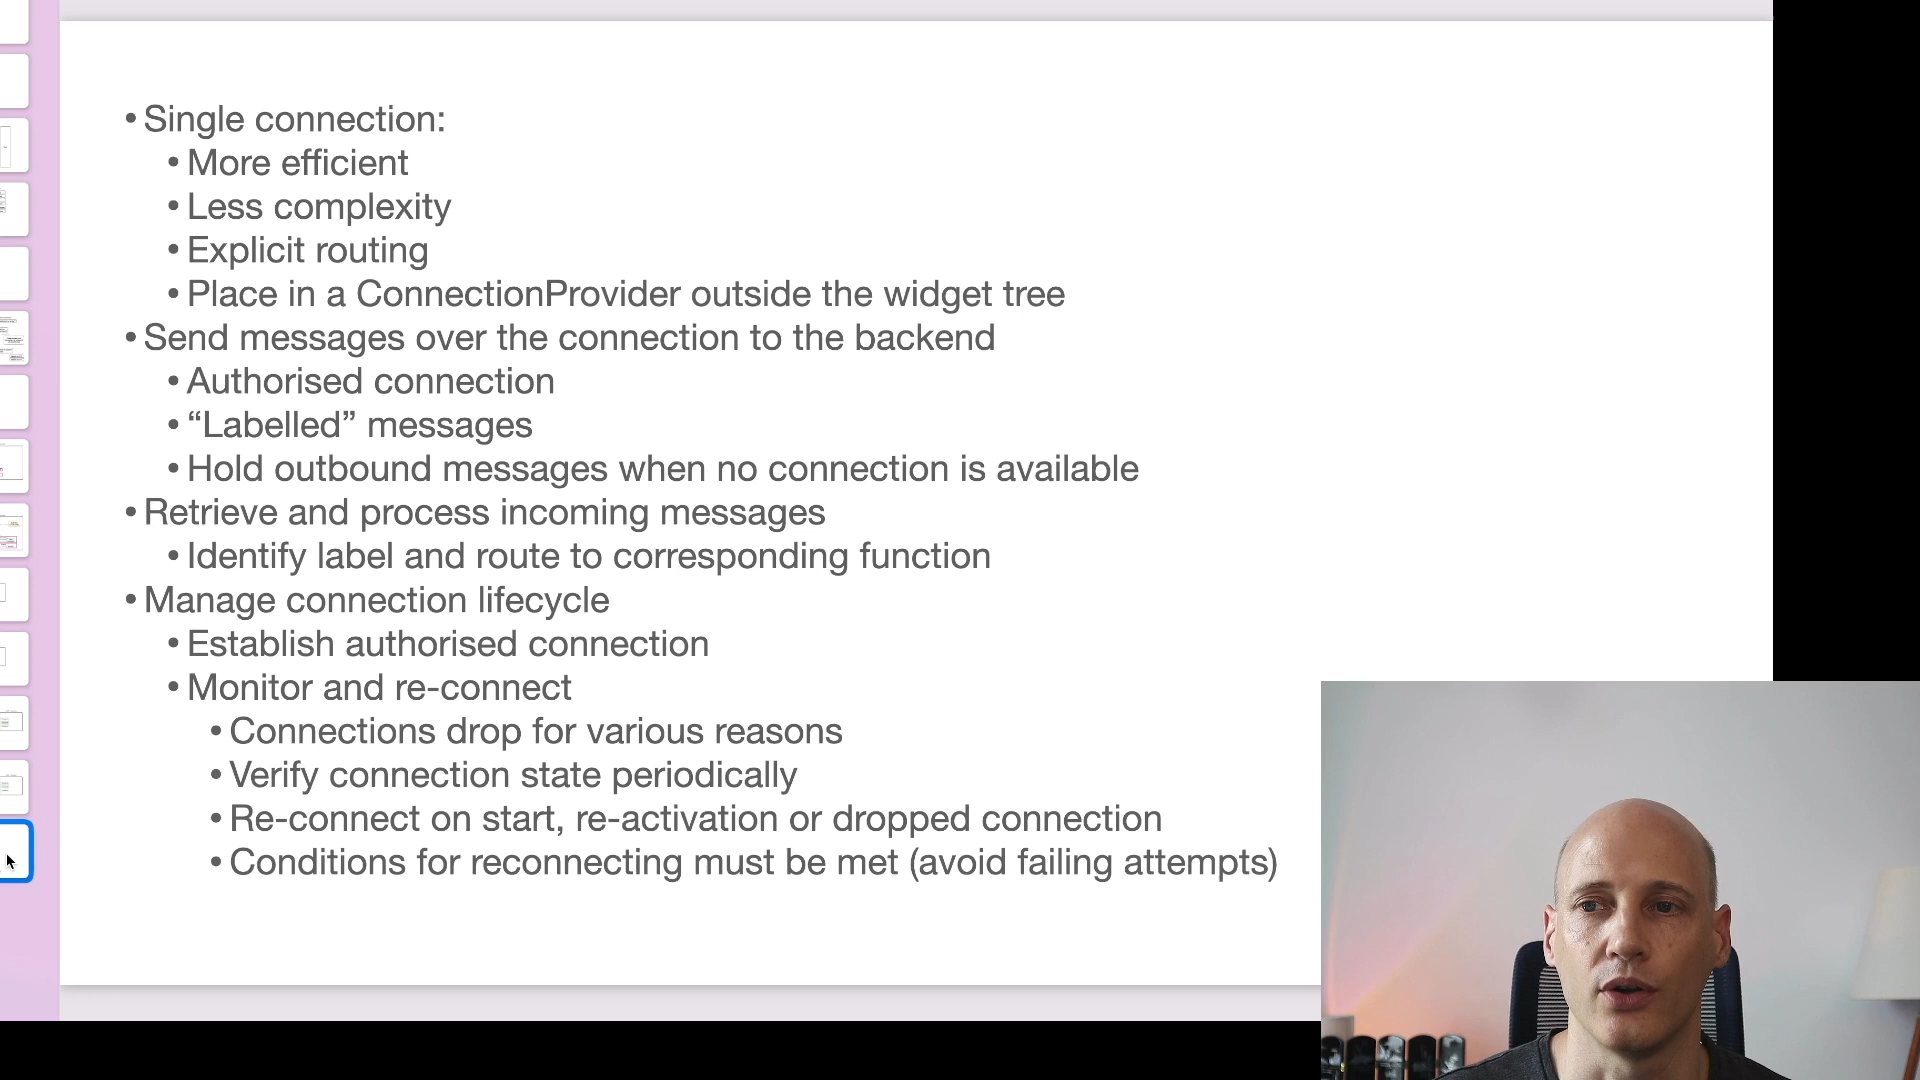 • Single connection:
• More efficient
• Less complexity
• Explicit routing
• Place in a ConnectionProvider outside the widget tree
• Send messages over the connection to the backend
• Authorised connection
• “Labelled” messages
• Hold outbound messages when no connection is available
• Retrieve and process incoming messages
• Identify label and route to corresponding function
• Manage connection lifecycle
• Establish authorised connection
• Monitor and re-connect
• Connections drop for various reasons
• Verify connection state periodically
• Re-connect on start, re-activation or dropped connection
• Conditions for reconnecting must be met (avoid failing attempts)